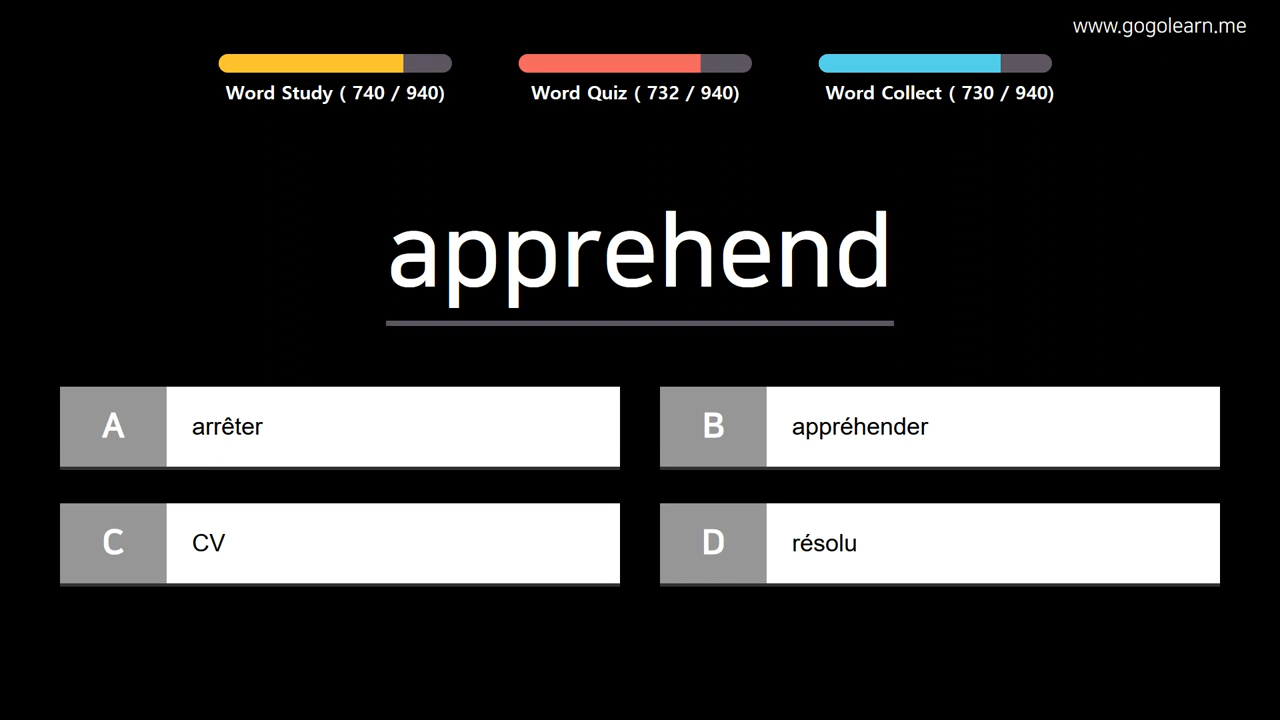 www.gogolearn.me
Word Study ( 740 / 940)
Word Quiz ( 732 / 940)
Word Collect ( 730 / 940)
apprehend
A
arrêter
B
appréhender
C
CV
D
résolu